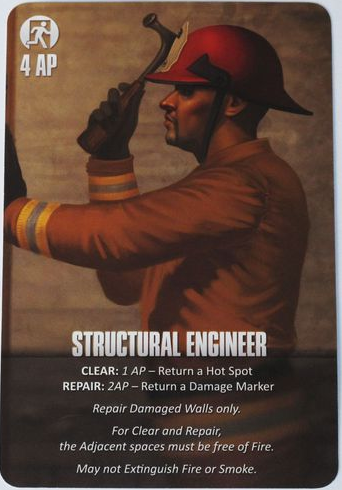 4 AP
STRUCTURAL ENGINEER
CLEAR: 1 AP – Return a Hot Spot
REPAIR: 2AP – Return a Damage Marker
Repair Damaged Walls only.
For Clear and Repair,
the Adjacent spaces must be free of Fire.
May not Extinguish Fire or Smoke.